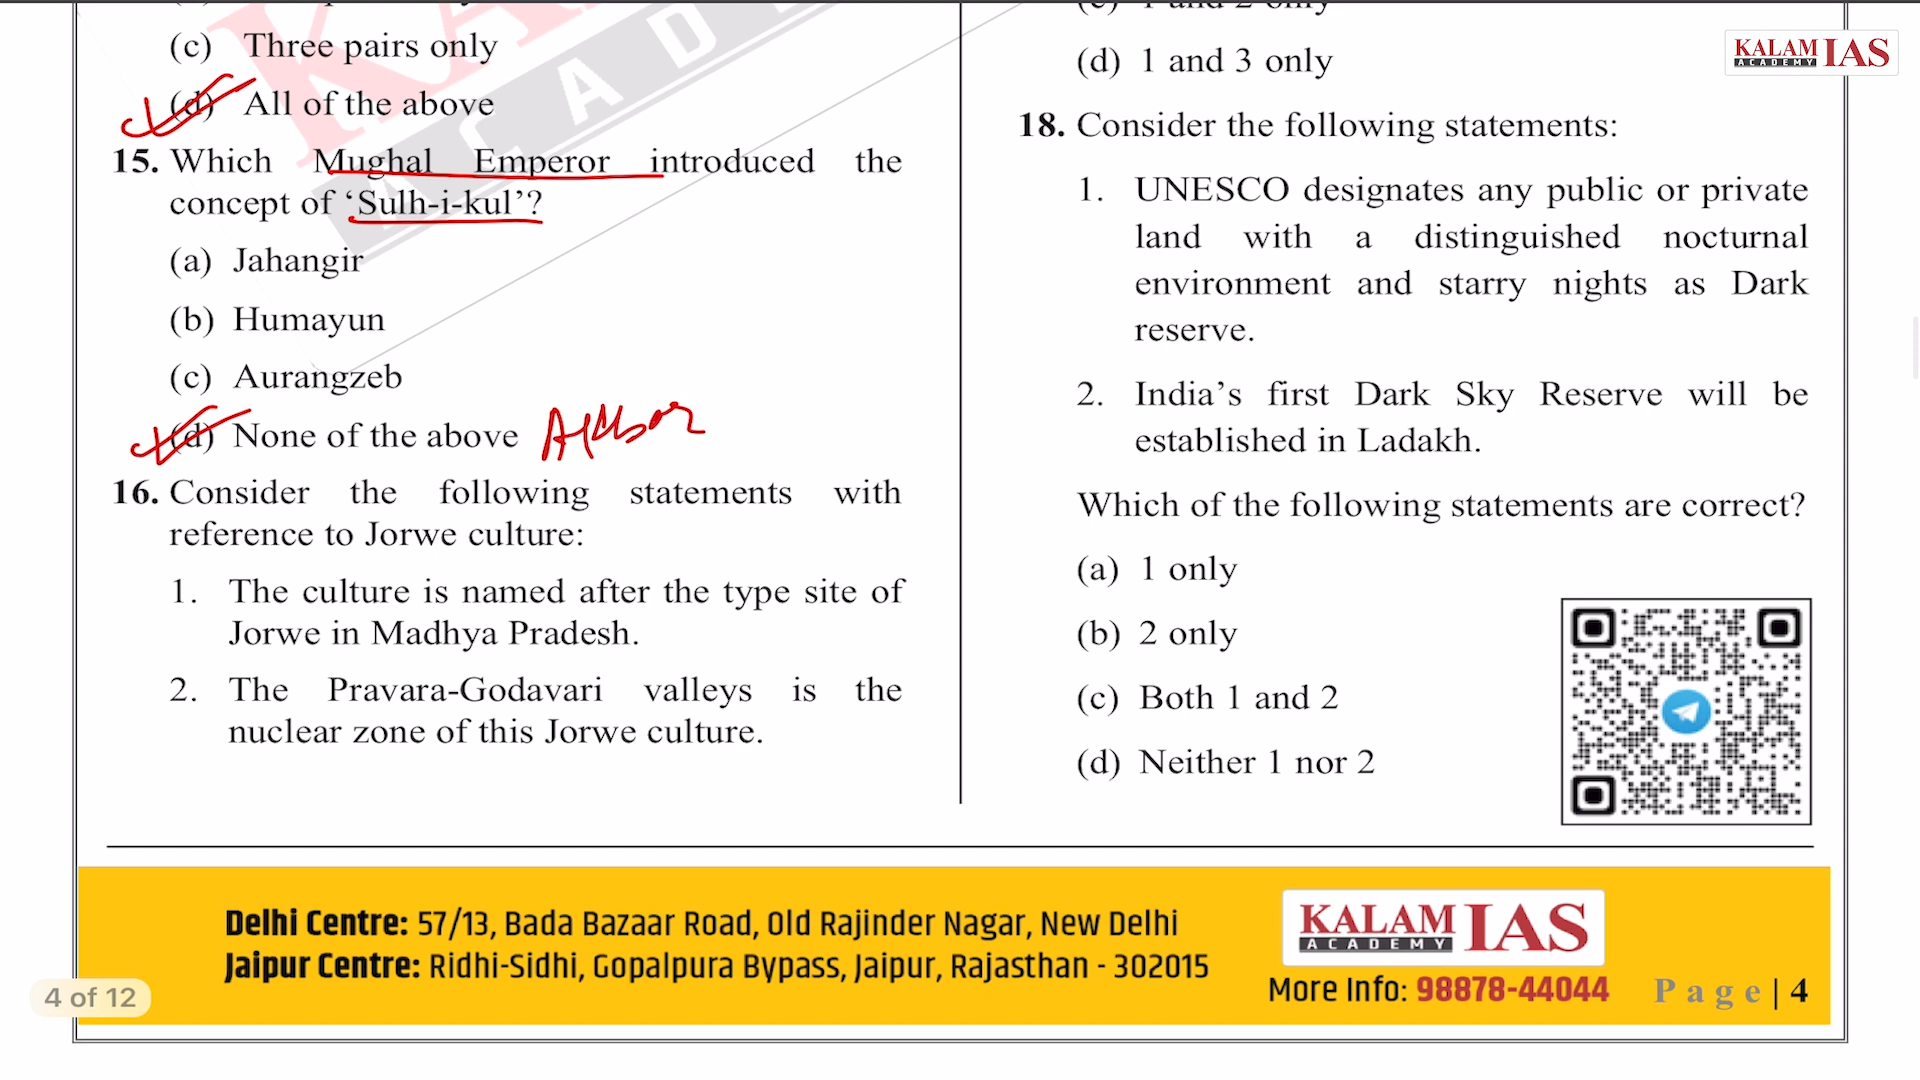 (c) Three pairs only
(d) All of the above
15. Which Mughal Emperor introduced the
concept of ‘Sulh-i-kul’?
(a) Jahangir
(b) Humayun
(c) Aurangzeb
(d) None of the above Akbar
16. Consider the following statements with
reference to Jorwe culture:
1. The culture is named after the type site of
Jorwe in Madhya Pradesh.
2. The Pravara-Godavari valleys is the
nuclear zone of this Jorwe culture.
(c) 1 and 2 only
(d) 1 and 3 only
18. Consider the following statements:
1. UNESCO designates any public or private
land with a distinguished nocturnal
environment and starry nights as Dark
reserve.
2. India’s first Dark Sky Reserve will be
established in Ladakh.
Which of the following statements are correct?
(a) 1 only
(b) 2 only
(c) Both 1 and 2
(d) Neither 1 nor 2
KALAM IAS
ACADEMY
Delhi Centre: 57/13, Bada Bazaar Road, Old Rajinder Nagar, New Delhi
Jaipur Centre: Ridhi-Sidhi, Gopalpura Bypass, Jaipur, Rajasthan - 302015
KALAM IAS
ACADEMY
More Info: 98878-44044
Page | 4
4 of 12